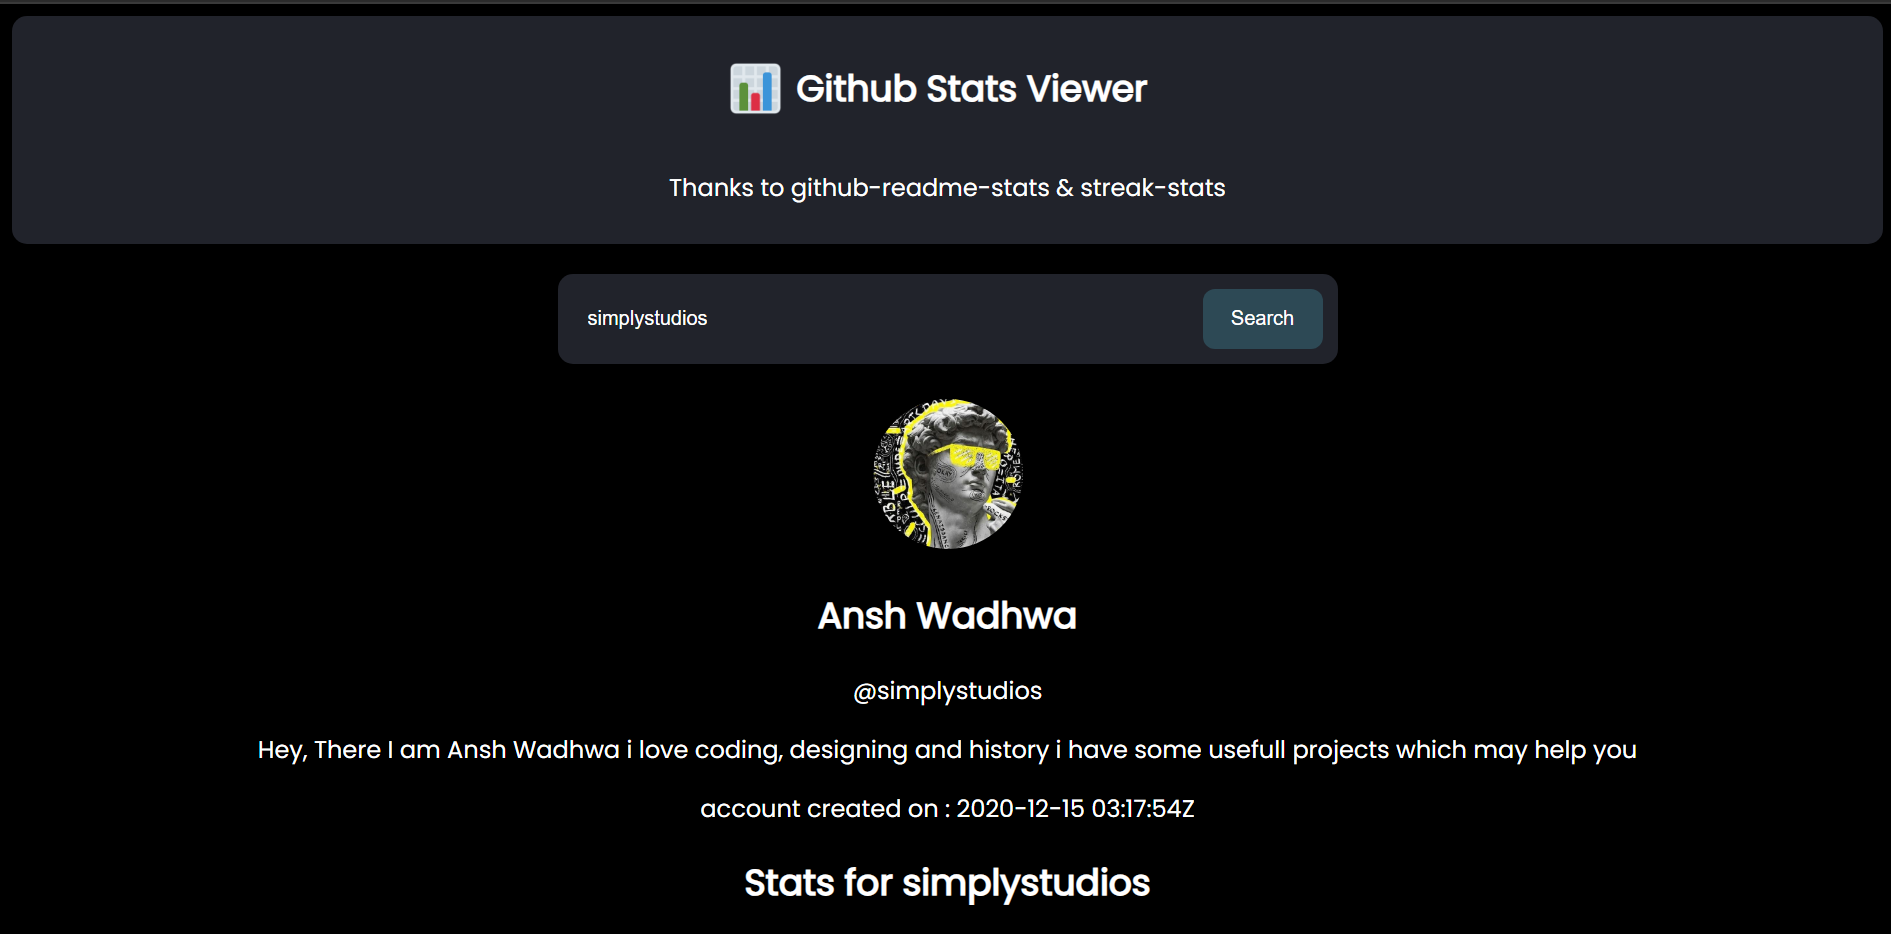 Github Stats Viewer
Thanks to github-readme-stats & streak-stats
simplystudios
Search
Ansh Wadhwa
@simplystudios
Hey, There I am Ansh Wadhwa i love coding, designing and history i have some usefull projects which may help you
account created on : 2020-12-15 03:17:54Z
Stats for simplystudios